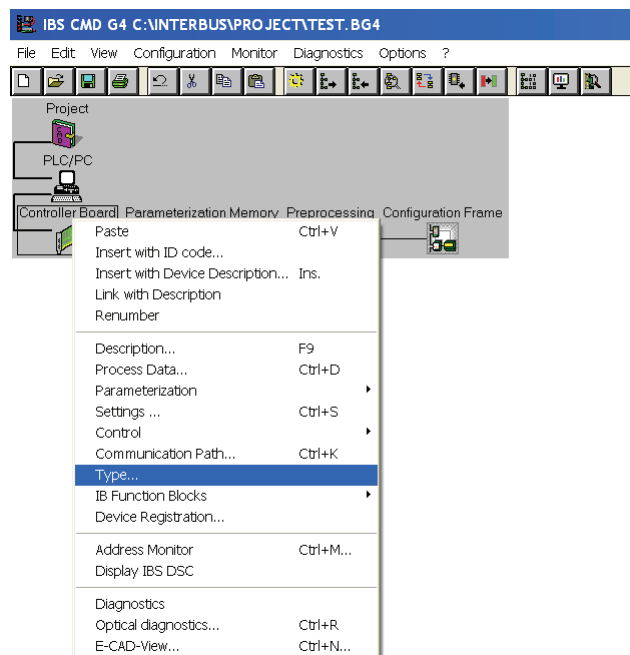 IBS CMD G4 C:\INTERBUS\PROJECT\TEST.BG4
File Edit View Configuration Monitor Diagnostics Options ?
Project
PLC/PC
Controller Board Parameterization Memory Preprocessing Configuration Frame
Paste Ctrl+V
Insert with ID code...
Insert with Device Description... Ins.
Link with Description
Renumber
Description... F9
Process Data... Ctrl+D
Parameterization
Settings ... Ctrl+S
Control
Communication Path... Ctrl+K
Type...
IB Function Blocks
Device Registration...
Address Monitor Ctrl+M...
Display IBS DSC
Diagnostics
Optical diagnostics... Ctrl+R
E-CAD-View... Ctrl+N...